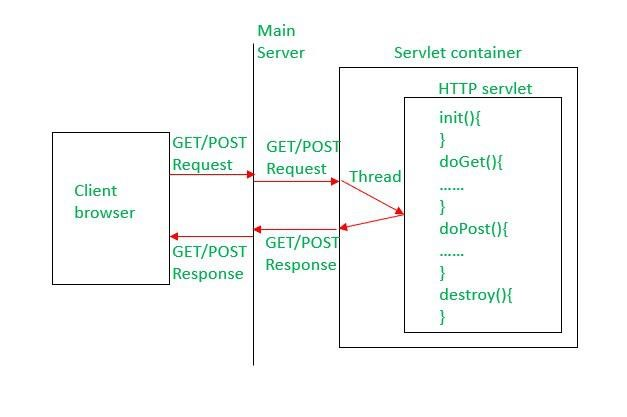 Main
Server
Servlet container
HTTP servlet
init(){
}
doGet(){
......
}
doPost(){
......
}
destroy(){
}
GET/POST
Request
GET/POST
Request
Thread
Client
browser
GET/POST
Response
GET/POST
Response